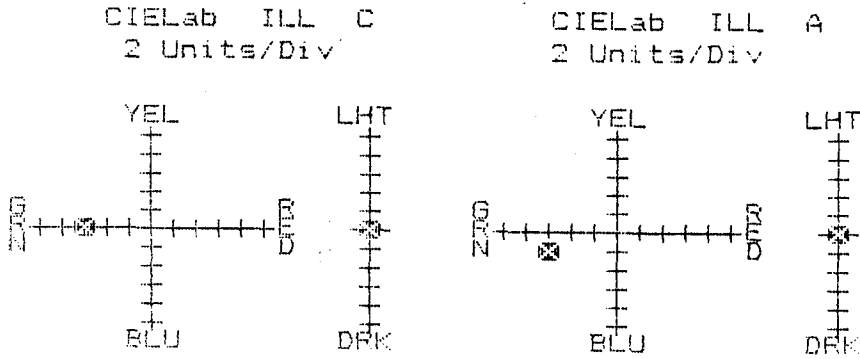 CIELab ILL C
2 Units/Div
YEL
LHT
GRN
RED
BLU
DRK
CIELab ILL A
2 Units/Div
YEL
LHT
GRN
RED
BLU
DRK